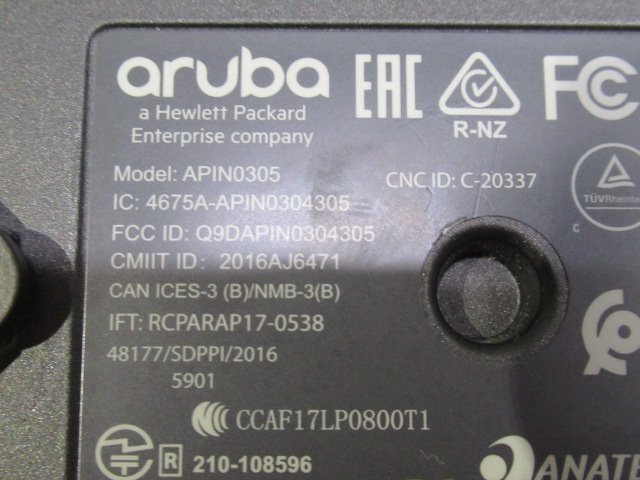 aruba
a Hewlett Packard
Enterprise company
EAC
R-NZ
FC
Model: APIN0305
CNC ID: C-20337
IC: 4675A-APIN0304305
FCC ID: Q9DAPIN0304305
CMIIT ID: 2016AJ6471
CAN ICES-3 (B)/NMB-3(B)
IFT: RCPARAP17-0538
48177/SDPPI/2016
5901
TÜVRheinlan
C
CCAF17LP0800T1
R 210-108596
ANATE